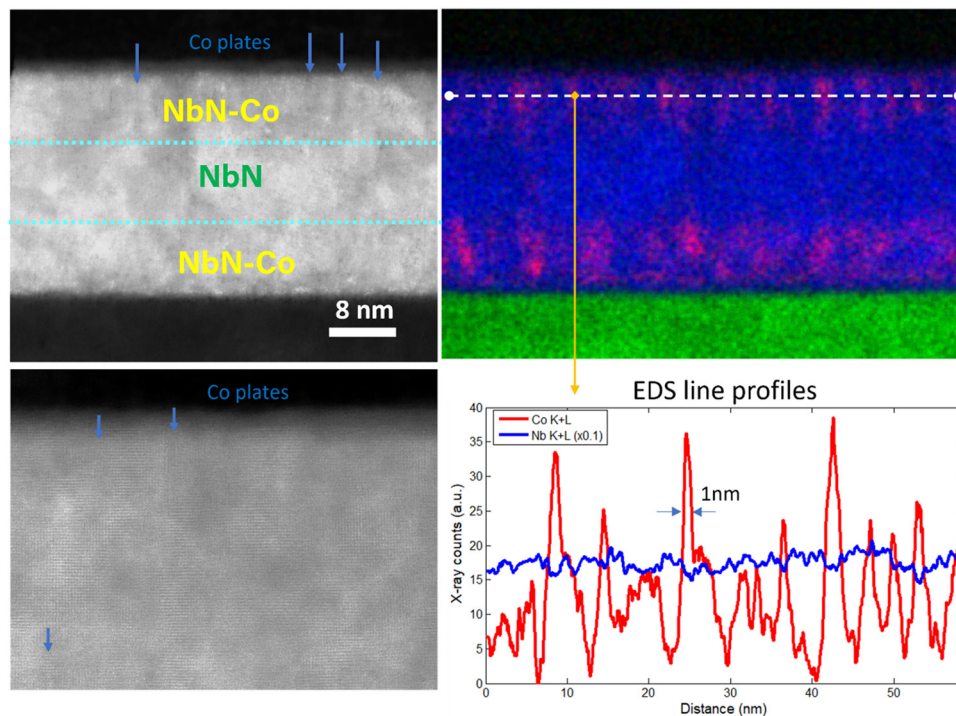 Co plates
NbN-Co
NbN
NbN-Co
8 nm
Co plates
EDS line profiles
Co K+L
Nb K+L (x0.1)
1nm
X-ray counts (a.u.)
40
35
30
25
20
15
10
5
0
0 10 20 30 40 50
Distance (nm)